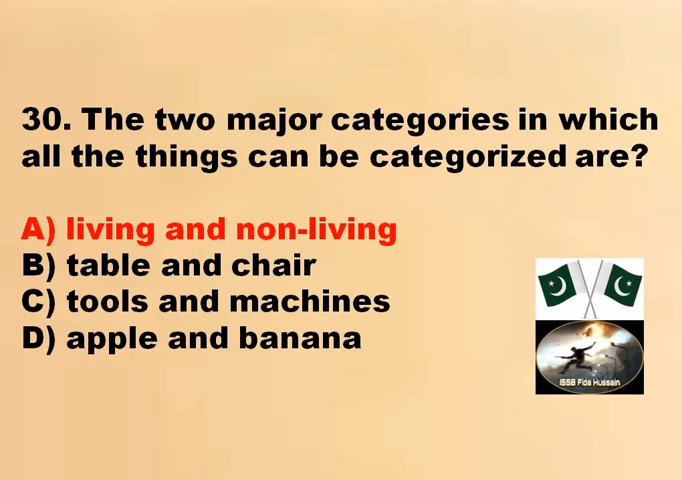 30. The two major categories in which
all the things can be categorized are?
A) living and non-living
B) table and chair
C) tools and machines
D) apple and banana
ISSB Fida Hussain